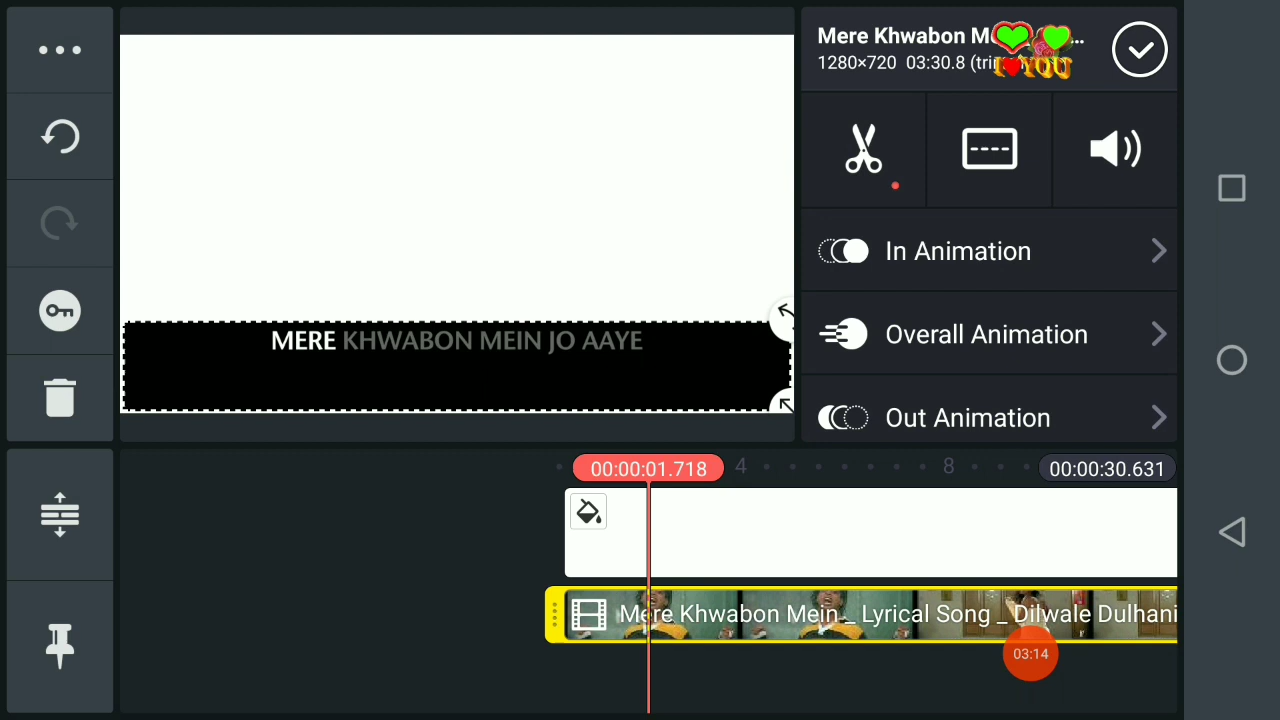 Mere Khwabon M
...
1280×720 03:30.8 (tri
I YOU
MERE KHWABON MEIN JO AAYE
In Animation
Overall Animation
Out Animation
00:00:01.718
4
8
00:00:30.631
Mere Khwabon Mein _ Lyrical Song _ Dilwale Dulhani
03:14